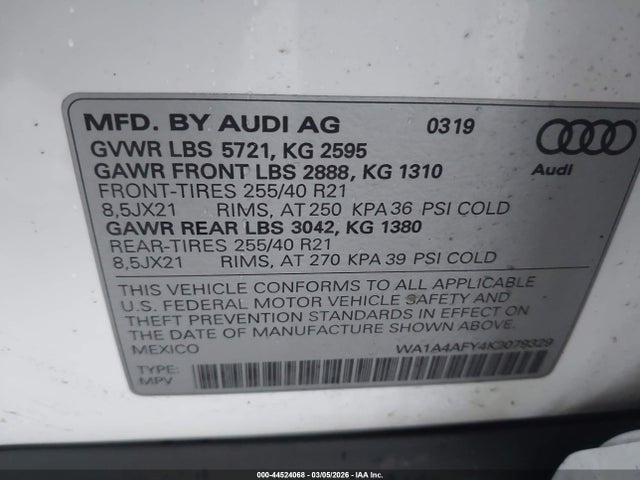 MFD. BY AUDI AG 0319
GVWR LBS 5721, KG 2595
GAWR FRONT LBS 2888, KG 1310
FRONT-TIRES 255/40 R21
8,5JX21 RIMS, AT 250 KPA 36 PSI COLD
GAWR REAR LBS 3042, KG 1380
REAR-TIRES 255/40 R21
8,5JX21 RIMS, AT 270 KPA 39 PSI COLD
Audi
THIS VEHICLE CONFORMS TO ALL APPLICABLE
U.S. FEDERAL MOTOR VEHICLE SAFETY AND
THEFT PREVENTION STANDARDS IN EFFECT ON
THE DATE OF MANUFACTURE SHOWN ABOVE.
MEXICO WA1A4AFY4K3079329
TYPE:
MPV
000-44524068 - 03/05/2026 - IAA Inc.